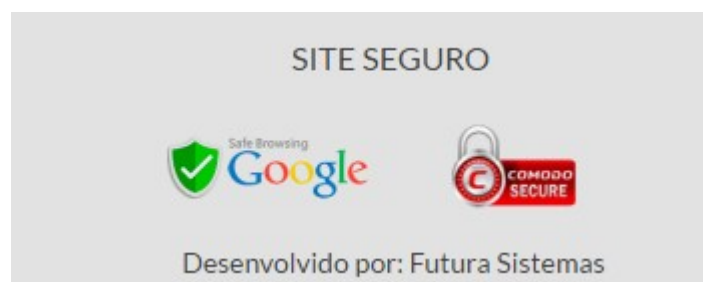 SITE SEGURO
Safe Browsing
Google
C COMODO
SECURE
Desenvolvido por: Futura Sistemas